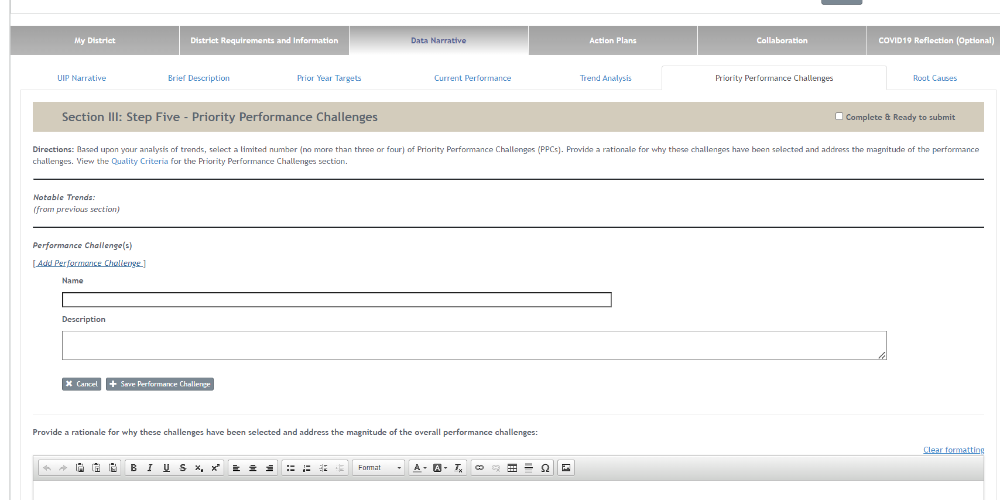 My District
District Requirements and Information
Data Narrative
Action Plans
Collaboration
COVID19 Reflection (Optional)
UIP Narrative
Brief Description
Prior Year Targets
Current Performance
Trend Analysis
Priority Performance Challenges
Root Causes
Section III: Step Five - Priority Performance Challenges
Complete & Ready to submit
Directions: Based upon your analysis of trends, select a limited number (no more than three or four) of Priority Performance Challenges (PPCs). Provide a rationale for why these challenges have been selected and address the magnitude of the performance
challenges. View the Quality Criteria for the Priority Performance Challenges section.
Notable Trends:
(from previous section)
Performance Challenge(s)
[ Add Performance Challenge ]
Name
Description
Cancel
Save Performance Challenge
Provide a rationale for why these challenges have been selected and address the magnitude of the overall performance challenges:
Clear formatting
Format